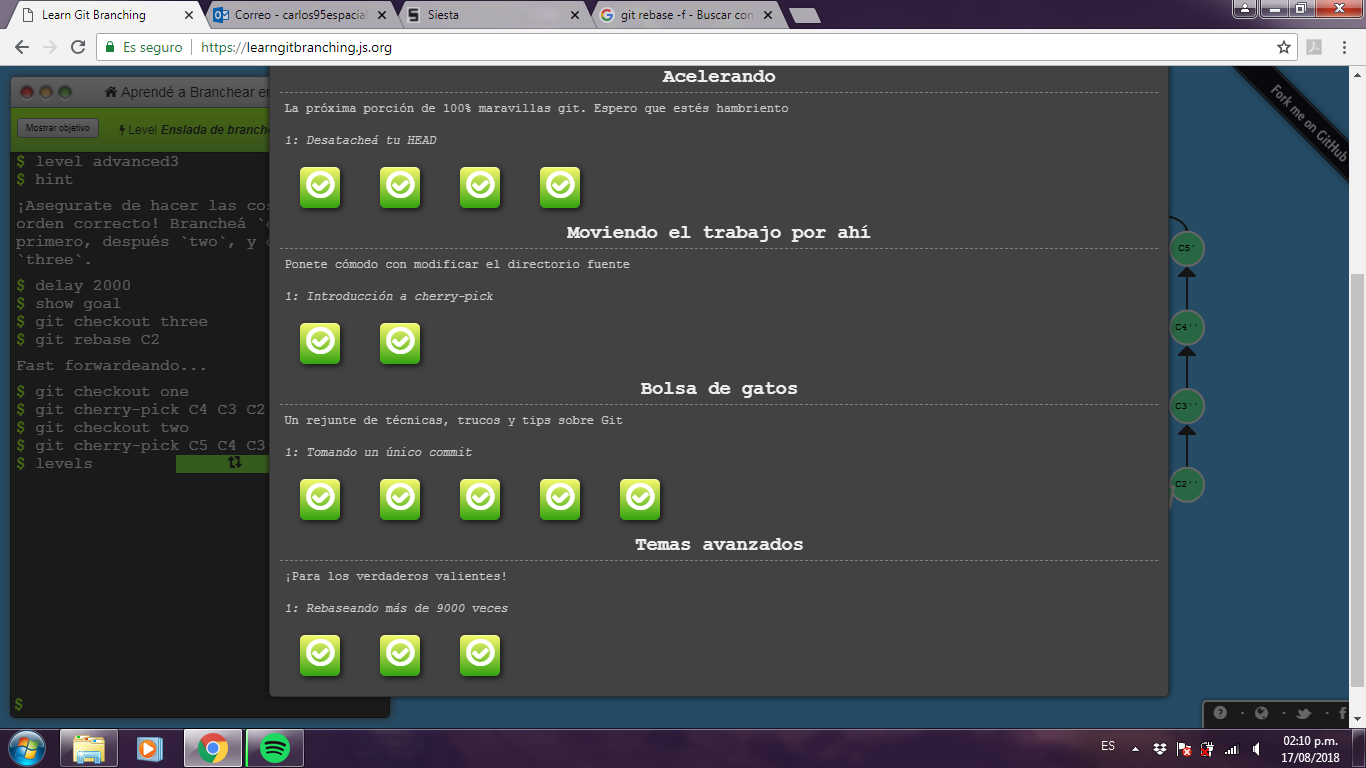 Learn Git Branching
Correo - carlos95espacial
Siesta
git rebase -f - Buscar con
Es seguro
https://learngitbranching.js.org
Aprendé a Branchear en
Mostrar objetivo
Level Enslada de branche
$ level advanced3
$ hint
¡Asegurate de hacer las cos
orden correcto! Brancheá `o
primero, después `two`, y d
`three`.
$ delay 2000
$ show goal
$ git checkout three
$ git rebase C2
Fast forwardeando...
$ git checkout one
$ git cherry-pick C4 C3 C2
$ git checkout two
$ git cherry-pick C5 C4 C3
$ levels
$
Acelerando
La próxima porción de 100% maravillas git. Espero que estés hambriento
1: Desatacheá tu HEAD
Moviendo el trabajo por ahí
Ponete cómodo con modificar el directorio fuente
1: Introducción a cherry-pick
Bolsa de gatos
Un rejunte de técnicas, trucos y tips sobre Git
1: Tomando un único commit
Temas avanzados
¡Para los verdaderos valientes!
1: Rebaseando más de 9000 veces
Fork me on GitHub
C5'
C4''
C3''
C2''
ES
02:10 p.m.
17/08/2018